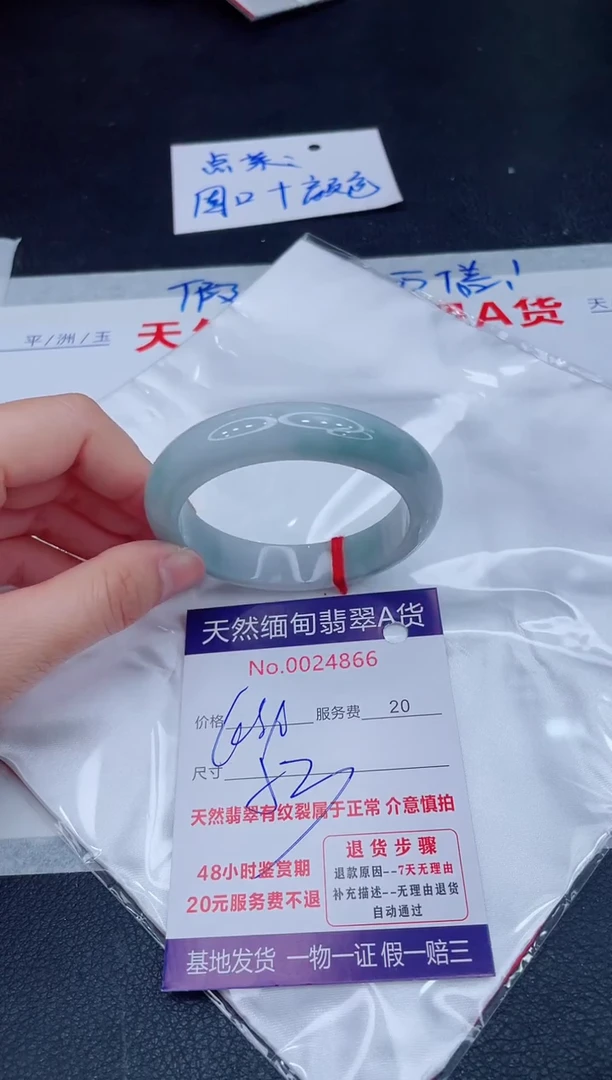 点菜：
圈口十颜色
假
万倍！
平/洲/玉
天
A货
天
天然缅甸翡翠A货
No.0024866
价格 服务费 20
尺寸 52
天然翡翠有纹裂属于正常 介意慎拍
48小时鉴赏期
20元服务费不退
退货步骤
退款原因--7天无理由
补充描述--无理由退货
自动通过
基地发货 一物一证 假一赔三